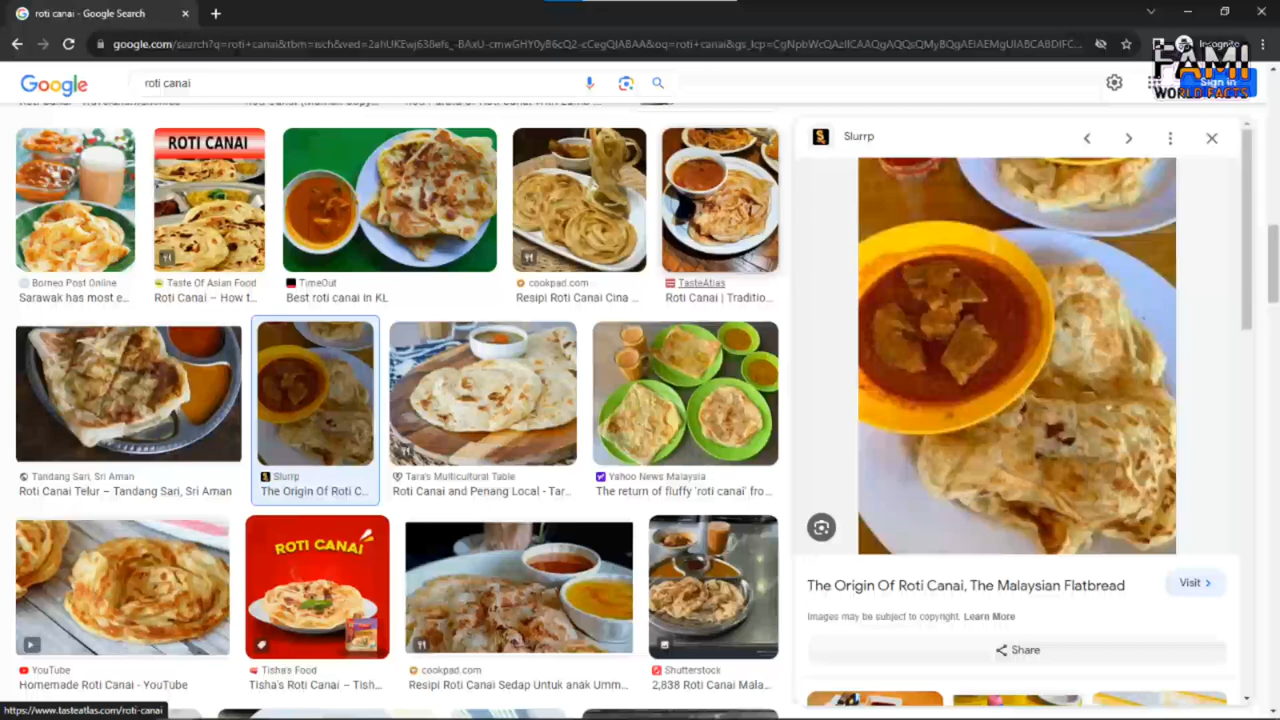 roti canai - Google Search
google.com/search?q=roti+canai&tbm=isch&ved=
Incognito
Google
roti canai
Sign in
FAMI
WORLD FACTS
Slurrp
ROTI CANAI
Borneo Post Online
Sarawak has most e...
Taste Of Asian Food
Roti Canai – How t...
TimeOut
Best roti canai in KL
cookpad.com
Resipi Roti Canai Cina ...
TasteAtlas
Roti Canai | Traditio...
Tandang Sari, Sri Aman
Roti Canai Telur – Tandang Sari, Sri Aman
Slurrp
The Origin Of Roti C...
Tara's Multicultural Table
Roti Canai and Penang Local - Tar...
Yahoo News Malaysia
The return of fluffy 'roti canai' fro...
The Origin Of Roti Canai, The Malaysian Flatbread
Visit
Images may be subject to copyright. Learn More
Share
ROTI CANAI
YouTube
Homemade Roti Canai - YouTube
Tisha's Food
Tisha's Roti Canai – Tish...
cookpad.com
Resipi Roti Canai Sedap Untuk anak Umm...
Shutterstock
2,838 Roti Canai Mala...
https://www.tasteatlas.com/roti-canai